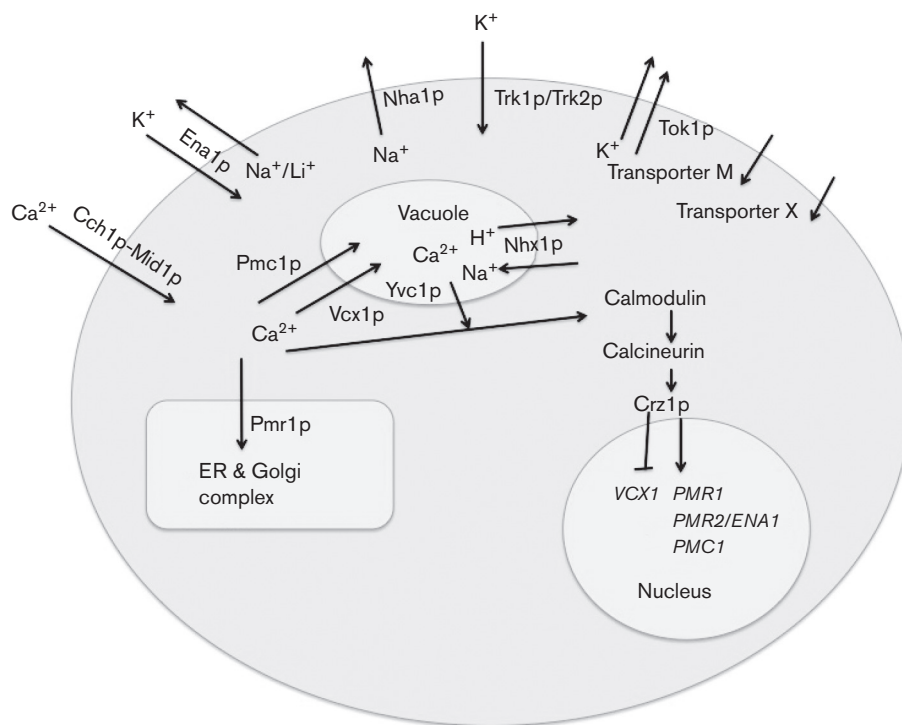 K⁺
Nha1p
Trk1p/Trk2p
K⁺
Ena1p
Na⁺/Li⁺
Na⁺
K⁺
Tok1p
Transporter M
Transporter X
Ca²⁺
Cch1p-Mid1p
Vacuole
H⁺
Ca²⁺
Nhx1p
Na⁺
Pmc1p
Yvc1p
Vcx1p
Ca²⁺
Calmodulin
Calcineurin
Crz1p
Pmr1p
ER & Golgi
complex
VCX1
PMR1
PMR2/ENA1
PMC1
Nucleus